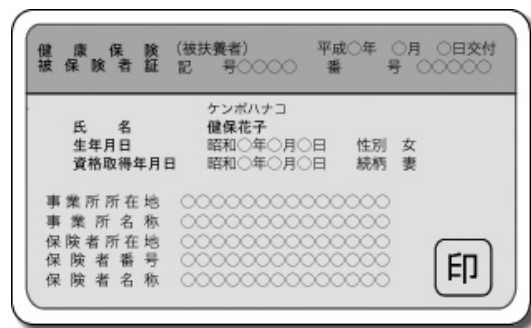 健康保険 (被扶養者) 平成○年 ○月 ○日交付
被保険者証 記 号○○○○ 番 号 ○○○○○
ケンポハナコ
氏 名 健保花子
生年月日 昭和○年○月○日 性別 女
資格取得年月日 昭和○年○月○日 続柄 妻
事業所所在地 ○○○○○○○○○○○○○○
事業所名称 ○○○○○○○○○○○○○○
保険者所在地 ○○○○○○○○○○○○○○
保険者番号 ○○○○○○○○○○○○○○
保険者名称 ○○○○○○○○○○○○○○
印